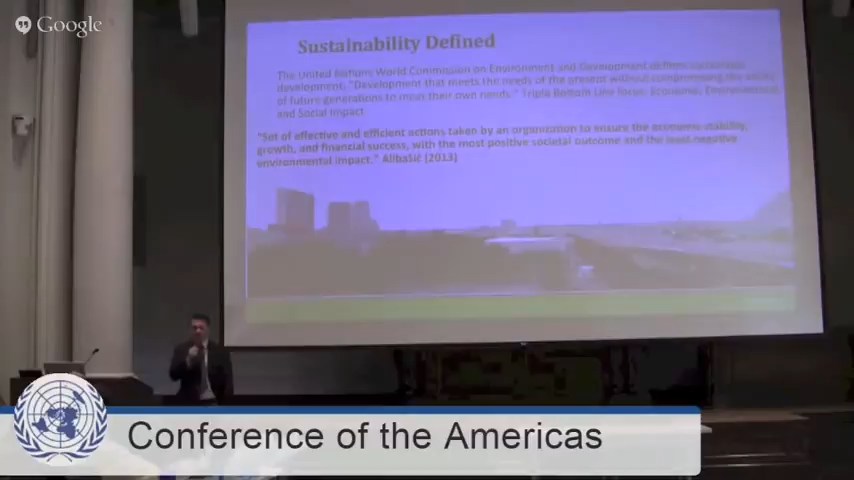 Google
Sustainability Defined
The United Nations World Commission on Environment and Development defines sustainable
development: "Development that meets the needs of the present without compromising the ability
of future generations to meet their own needs." Triple Bottom Line Focus: Economic, Environmental
and Social Impact
"Set of effective and efficient actions taken by an organization to ensure the economic stability,
growth, and financial success, with the most positive societal outcome and the least negative
environmental impact." Alibašić (2013)
Conference of the Americas